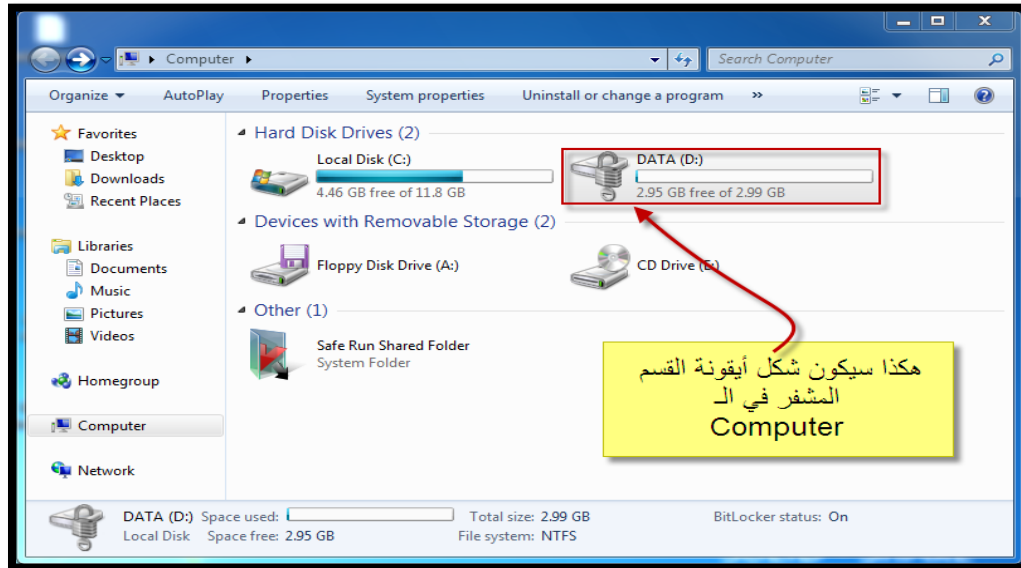 Computer
Search Computer
Organize AutoPlay Properties System properties Uninstall or change a program »
Favorites
Desktop
Downloads
Recent Places
Libraries
Documents
Music
Pictures
Videos
Homegroup
Computer
Network
Hard Disk Drives (2)
Local Disk (C:)
4.46 GB free of 11.8 GB
DATA (D:)
2.95 GB free of 2.99 GB
Devices with Removable Storage (2)
Floppy Disk Drive (A:)
CD Drive (E:)
Other (1)
Safe Run Shared Folder
System Folder
هكذا سيكون شكل أيقونة القسم
المشفر في الـ
Computer
DATA (D:) Space used: Total size: 2.99 GB BitLocker status: On
Local Disk Space free: 2.95 GB File system: NTFS